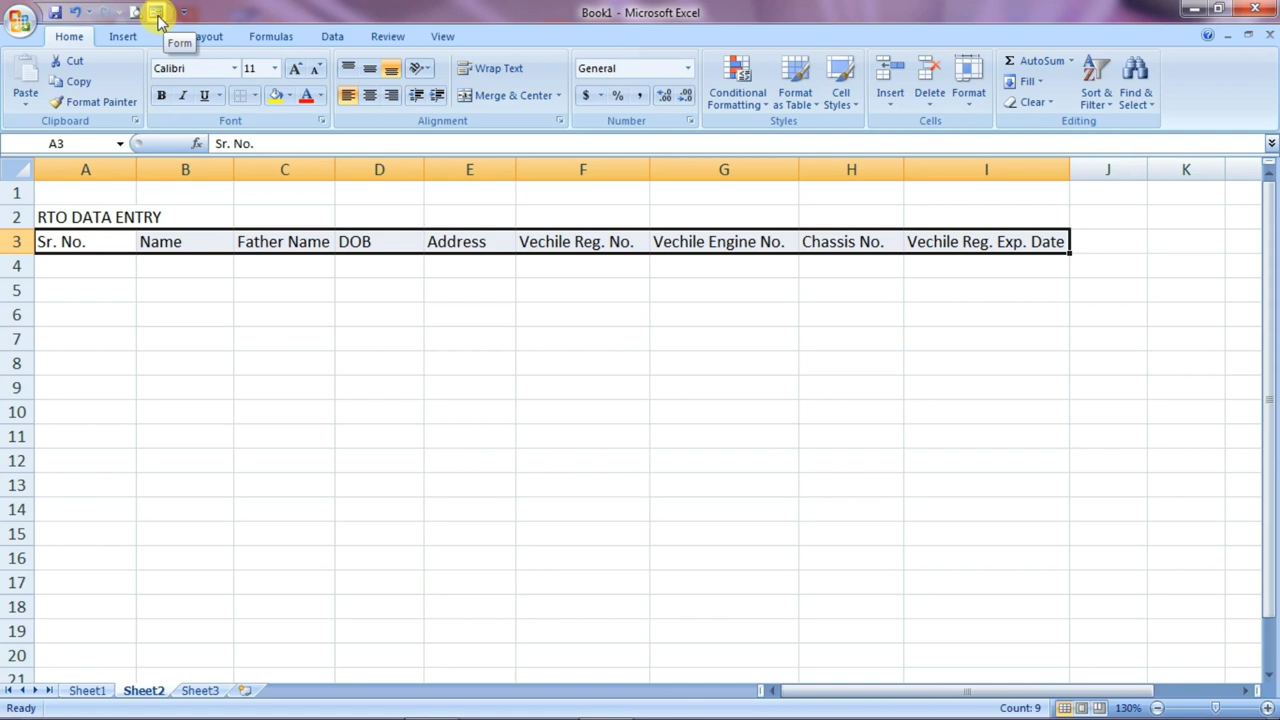 Book1 - Microsoft Excel
Home Insert ayout Formulas Data Review View
Form
Paste Cut Copy Format Painter Clipboard
Calibri 11 B I U A Font
Wrap Text Merge & Center Alignment
General $ % , Number
Conditional Formatting Format as Table Cell Styles Styles
Insert Delete Format Cells
Σ AutoSum Fill Clear Sort & Filter Find & Select Editing
A3 fx Sr. No.
A B C D E F G H I J K
1
2 RTO DATA ENTRY
3 Sr. No. Name Father Name DOB Address Vechile Reg. No. Vechile Engine No. Chassis No. Vechile Reg. Exp. Date
4
5
6
7
8
9
10
11
12
13
14
15
16
17
18
19
20
21
Sheet1 Sheet2 Sheet3
Ready Count: 9 130%